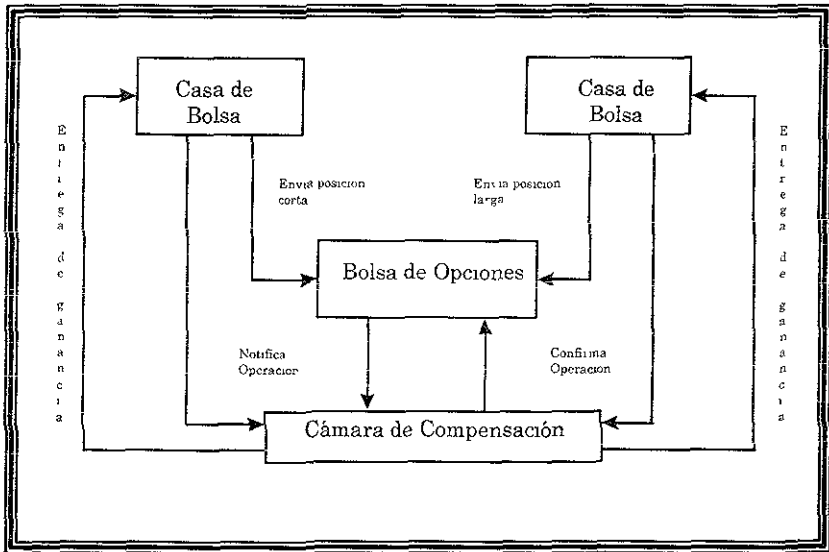 Casa de
Bolsa
Casa de
Bolsa
Entrega de ganancia
Envia posicion
corta
Envia posicion
larga
Entrega de ganancia
Bolsa de Opciones
Notifica
Operacion
Confirma
Operacion
Cámara de Compensación